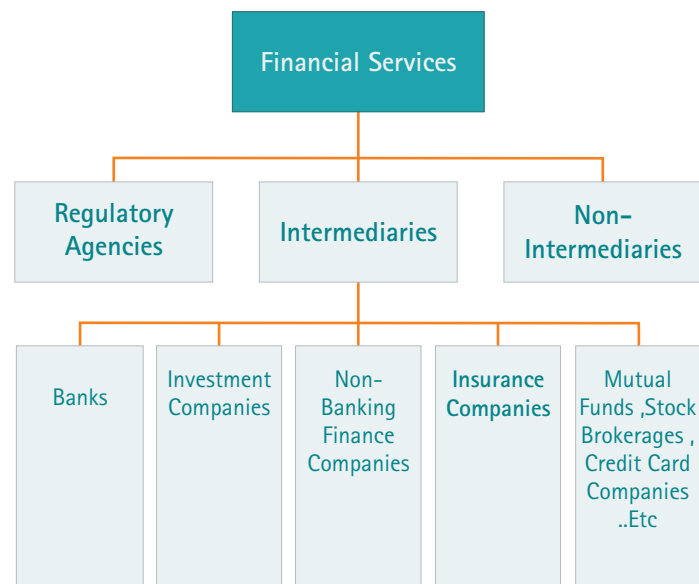 Financial Services
Regulatory
Agencies
Intermediaries
Non-
Intermediaries
Banks
Investment
Companies
Non-
Banking
Finance
Companies
Insurance
Companies
Mutual
Funds ,Stock
Brokerages ,
Credit Card
Companies
..Etc